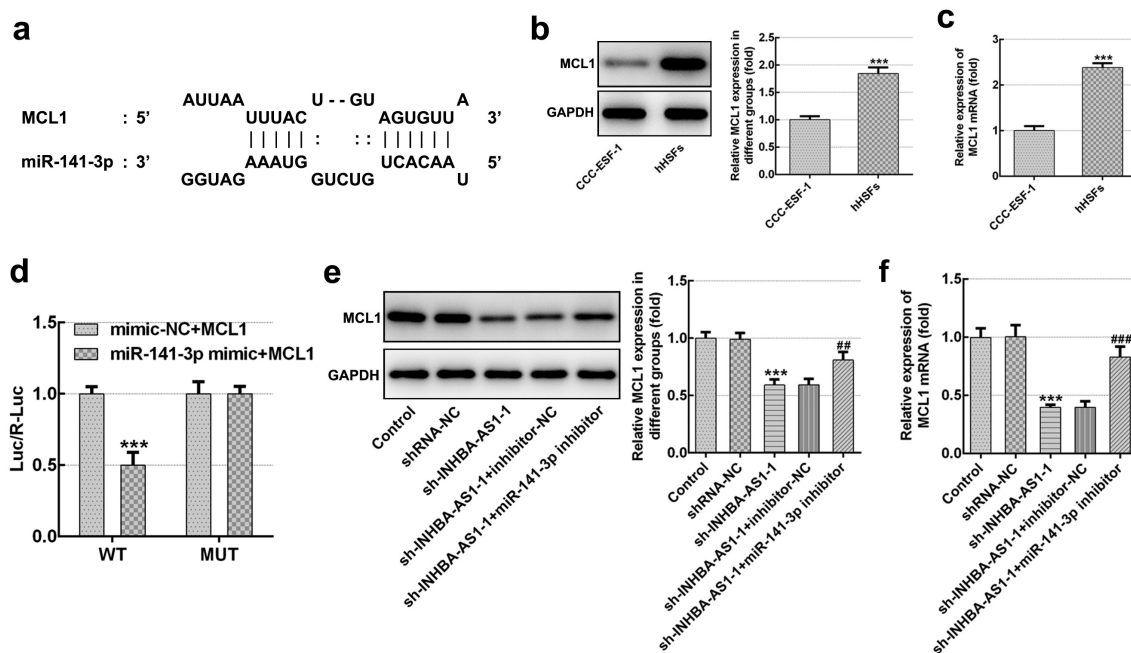 a
AUUAA U - - GU A
MCL1 : 5’ UUUAC AGUGUU 3’
| | | | | : : : | | | | | |
miR-141-3p : 3’ AAAUG UCACAA 5’
GGUAG GUCUG U
b
MCL1
GAPDH
CCC-ESF-1
hHSFs
Relative MCL1 expression in
different groups (fold)
2.5
2.0
1.5
1.0
0.5
0.0
***
CCC-ESF-1
hHSFs
c
Relative expression of
MCL1 mRNA (fold)
3
2
1
0
***
CCC-ESF-1
hHSFs
d
Luc/R-Luc
1.5
1.0
0.5
0.0
mimic-NC+MCL1
miR-141-3p mimic+MCL1
***
WT
MUT
e
MCL1
GAPDH
Control
shRNA-NC
sh-INHBA-AS1-1
sh-INHBA-AS1-1+inhibitor-NC
sh-INHBA-AS1-1+miR-141-3p inhibitor
Relative MCL1 expression in
different groups (fold)
1.5
1.0
0.5
0.0
***
##
Control
shRNA-NC
sh-INHBA-AS1-1
sh-INHBA-AS1-1+inhibitor-NC
sh-INHBA-AS1-1+miR-141-3p inhibitor
f
Relative expression of
MCL1 mRNA (fold)
1.5
1.0
0.5
0.0
***
###
Control
shRNA-NC
sh-INHBA-AS1-1
sh-INHBA-AS1-1+inhibitor-NC
sh-INHBA-AS1-1+miR-141-3p inhibitor